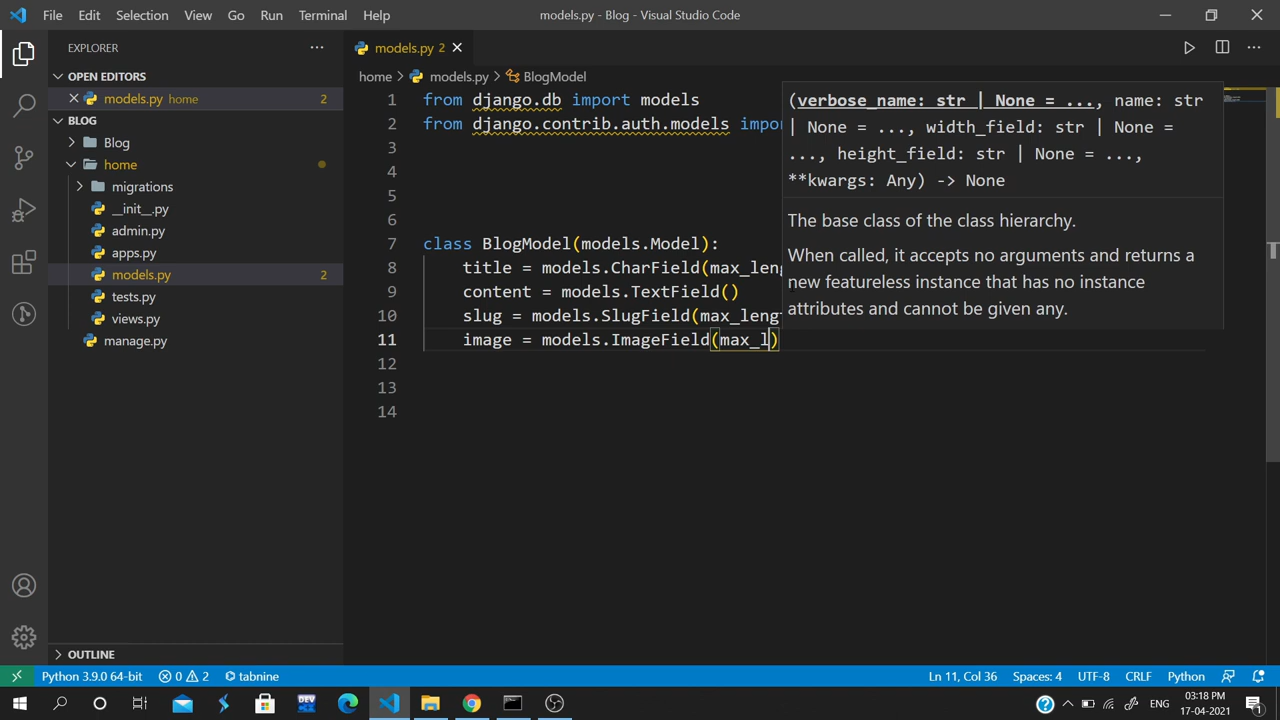 File Edit Selection View Go Run Terminal Help models.py - Blog - Visual Studio Code
EXPLORER
OPEN EDITORS
models.py home 2
BLOG
Blog
home
migrations
__init__.py
admin.py
apps.py
models.py 2
tests.py
views.py
manage.py
OUTLINE
models.py 2
home > models.py > BlogModel
1 from django.db import models
2 from django.contrib.auth.models impor
3
4
5
6
7 class BlogModel(models.Model):
8 title = models.CharField(max_leng
9 content = models.TextField()
10 slug = models.SlugField(max_lengt
11 image = models.ImageField(max_l)
12
13
14
(verbose_name: str | None = ..., name: str
| None = ..., width_field: str | None =
..., height_field: str | None = ...,
**kwargs: Any) -> None
The base class of the class hierarchy.
When called, it accepts no arguments and returns a
new featureless instance that has no instance
attributes and cannot be given any.
Python 3.9.0 64-bit 0 2 tabnine Ln 11, Col 36 Spaces: 4 UTF-8 CRLF Python
DEV
ENG
03:18 PM
17-04-2021
1